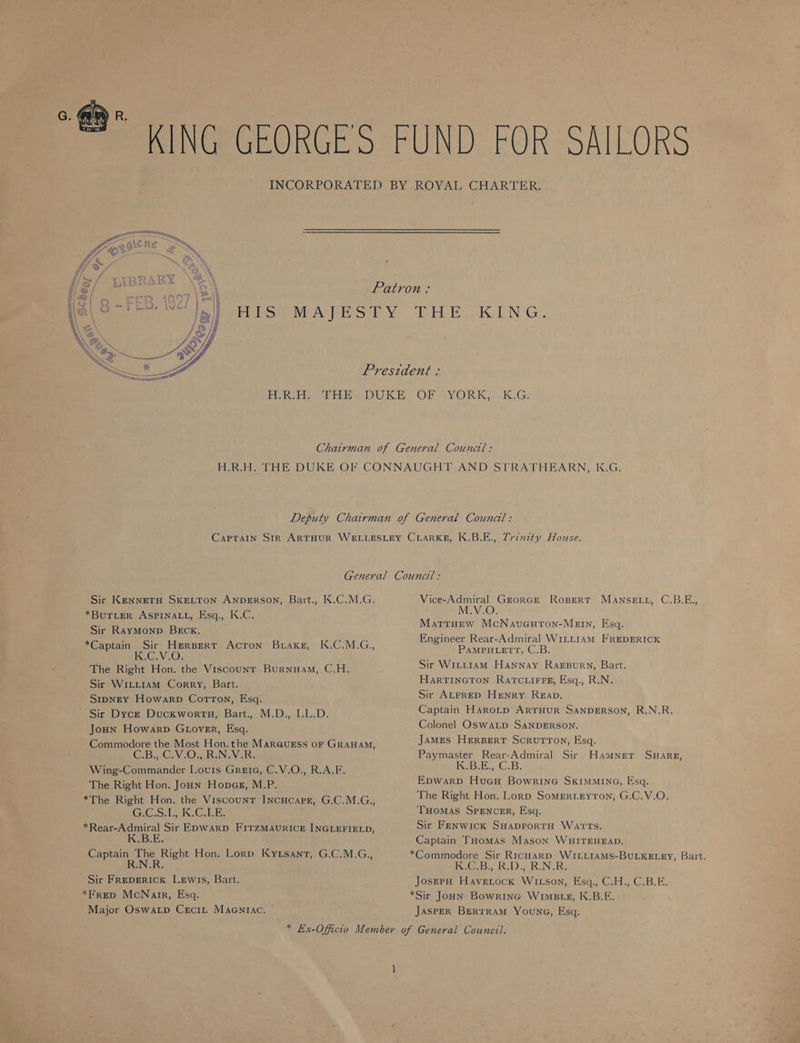 G. R.
KING GEORGE'S FUND FOR SAILORS
INCORPORATED BY ROYAL CHARTER.
Hygiene &
School of
Tropical
London
LIBRARY
8 - FEB. 1927
*
Patron :
HIS MAJESTY THE KING.
President :
H.R.H. THE DUKE OF YORK, K.G.
Chairman of General Council :
H.R.H. THE DUKE OF CONNAUGHT AND STRATHEARN, K.G.
Deputy Chairman of General Council :
CAPTAIN SIR ARTHUR WELLESLEY CLARKE, K.B.E., Trinity House.
General Council :
Sir KENNETH SKELTON ANDERSON, Bart., K.C.M.G.
*BUTLER ASPINALL, Esq., K.C.
Sir RAYMOND BECK.
*Captain Sir HERBERT ACTON BLAKE, K.C.M.G.,
K.C.V.O.
The Right Hon. the VISCOUNT BURNHAM, C.H.
Sir WILLIAM CORRY, Bart.
SIDNEY HOWARD COTTON, Esq.
Sir DYCE DUCKWORTH, Bart., M.D., LL.D.
JOHN HOWARD GLOVER, Esq.
Commodore the Most Hon. the MARQUESS OF GRAHAM,
C.B., C.V.O., R.N.V.R.
Wing-Commander LOUIS GREIG, C.V.O., R.A.F.
The Right Hon. JOHN HODGE, M.P.
*The Right Hon. the VISCOUNT INCHCAPE, G.C.M.G.,
G.C.S.I., K.C.I.E.
*Rear-Admiral Sir EDWARD FITZMAURICE INGLEFIELD,
K.B.E.
Captain The Right Hon. LORD KYLSANT, G.C.M.G.,
R.N.R.
Sir FREDERICK LEWIS, Bart.
*FRED MCNAIR, Esq.
Major OSWALD CECIL MAGNIAC.
Vice-Admiral GEORGE ROBERT MANSELL, C.B.E.,
M.V.O.
MATTHEW MCNAUGHTON-MEIN, Esq.
Engineer Rear-Admiral WILLIAM FREDERICK
PAMPHLETT, C.B.
Sir WILLIAM HANNAY RAEBURN, Bart.
HARTINGTON RATCLIFFE, Esq., R.N.
Sir ALFRED HENRY READ.
Captain HAROLD ARTHUR SANDERSON, R.N.R.
Colonel OSWALD SANDERSON.
JAMES HERBERT SCRUTTON, Esq.
Paymaster Rear-Admiral Sir HAMNET SHARE,
K.B.E., C.B.
EDWARD HUGH BOWRING SKIMMING, Esq.
The Right Hon. LORD SOMERLEYTON, G.C.V.O.
THOMAS SPENCER, Esq.
Sir FENWICK SHADFORTH WATTS.
Captain THOMAS MASON WHITEHEAD.
*Commodore Sir RICHARD WILLIAMS-BULKELEY, Bart.
K.C.B., R.D., R.N.R.
JOSEPH HAVELOCK WILSON, Esq., C.H., C.B.E.
*Sir JOHN BOWRING WIMBLE, K.B.E.
JASPER BERTRAM YOUNG, Esq.
* Ex-Officio Member of General Council.
1